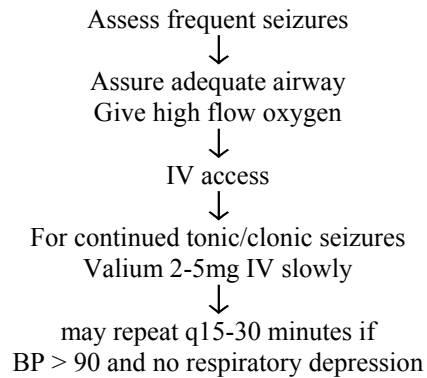 Assess frequent seizures
Assure adequate airway
Give high flow oxygen
IV access
For continued tonic/clonic seizures
Valium 2-5mg IV slowly
may repeat q15-30 minutes if
BP > 90 and no respiratory depression